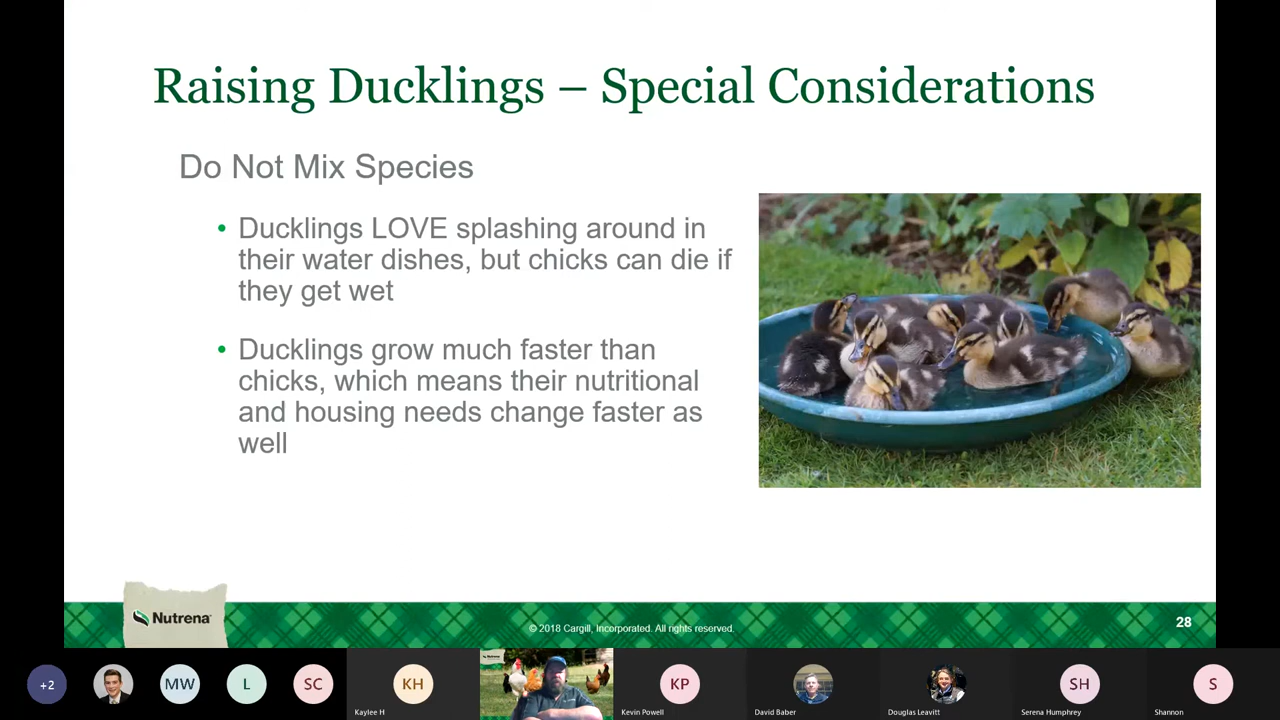 Raising Ducklings – Special Considerations
Do Not Mix Species
• Ducklings LOVE splashing around in
their water dishes, but chicks can die if
they get wet
• Ducklings grow much faster than
chicks, which means their nutritional
and housing needs change faster as
well
Nutrena
© 2018 Cargill, Incorporated. All rights reserved.
28
+2
MW
L
SC
KH
Kaylee H
Nutrena
KP
Kevin Powell
David Baber
Douglas Leavitt
SH
Serena Humphrey
S
Shannon